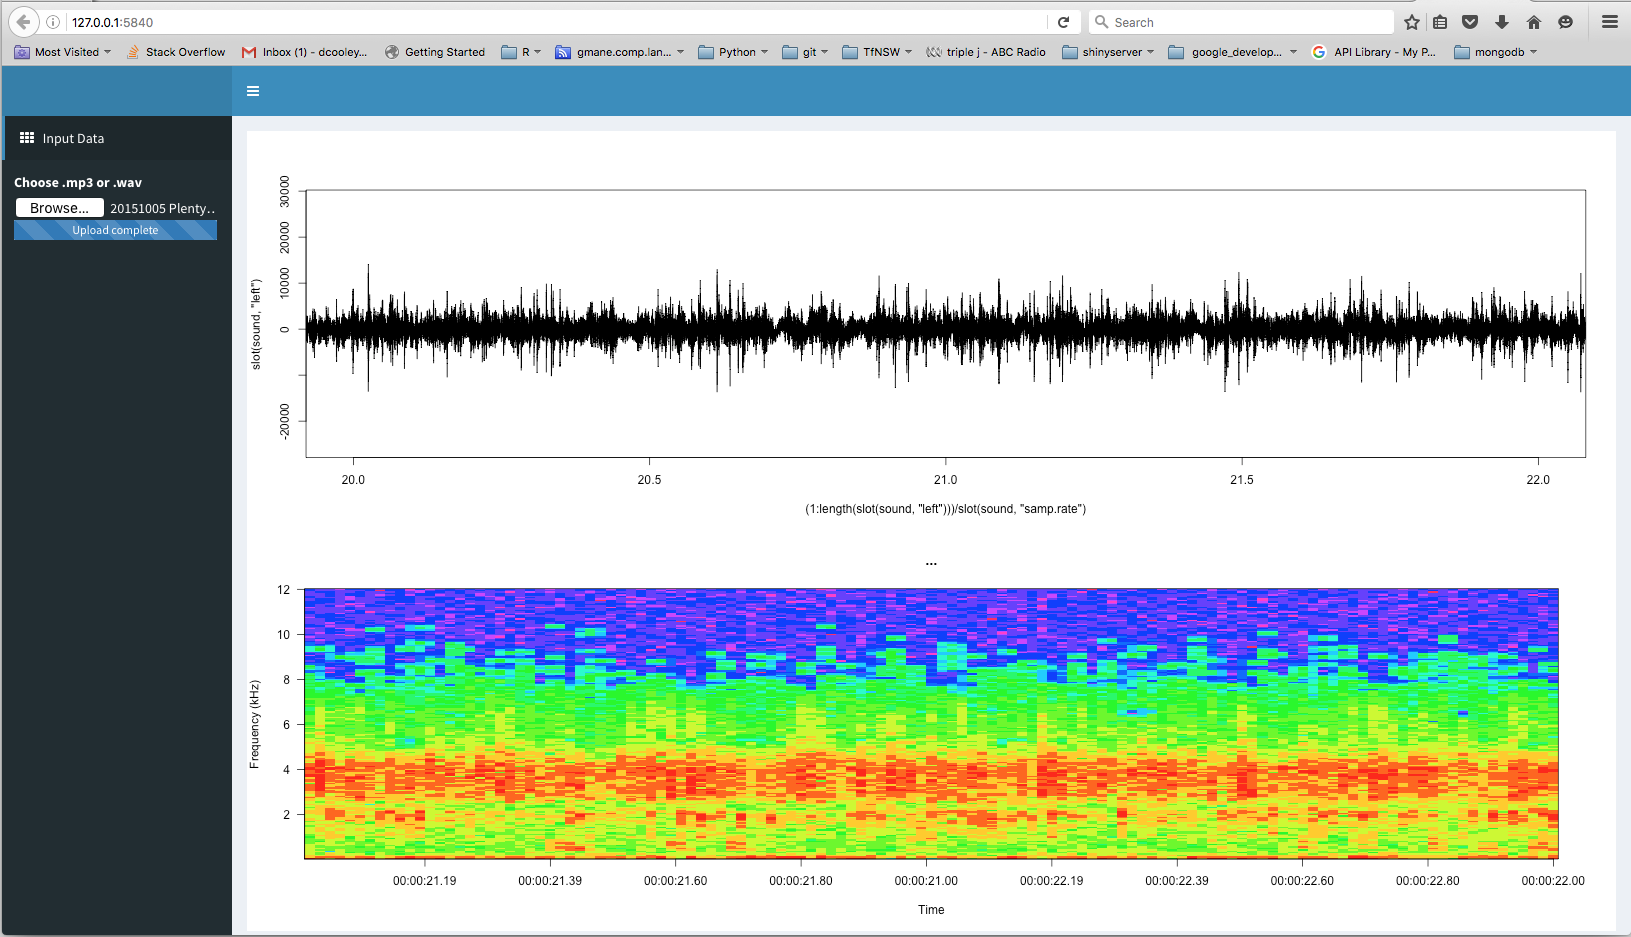 127.0.0.1:5840
Search
Most Visited
Stack Overflow
Inbox (1) - dcooley...
Getting Started
R
gmane.comp.lan...
Python
git
TfNSW
triple j - ABC Radio
shinyserver
google_develop...
API Library - My P...
mongodb
Input Data
Choose .mp3 or .wav
Browse... 20151005 Plenty..
Upload complete
slot(sound, "left")
30000
20000
10000
0
-20000
20.0 20.5 21.0 21.5 22.0
(1:length(slot(sound, "left")))/slot(sound, "samp.rate")
...
Frequency (kHz)
12
10
8
6
4
2
00:00:21.19 00:00:21.39 00:00:21.60 00:00:21.80 00:00:21.00 00:00:22.19 00:00:22.39 00:00:22.60 00:00:22.80 00:00:22.00
Time